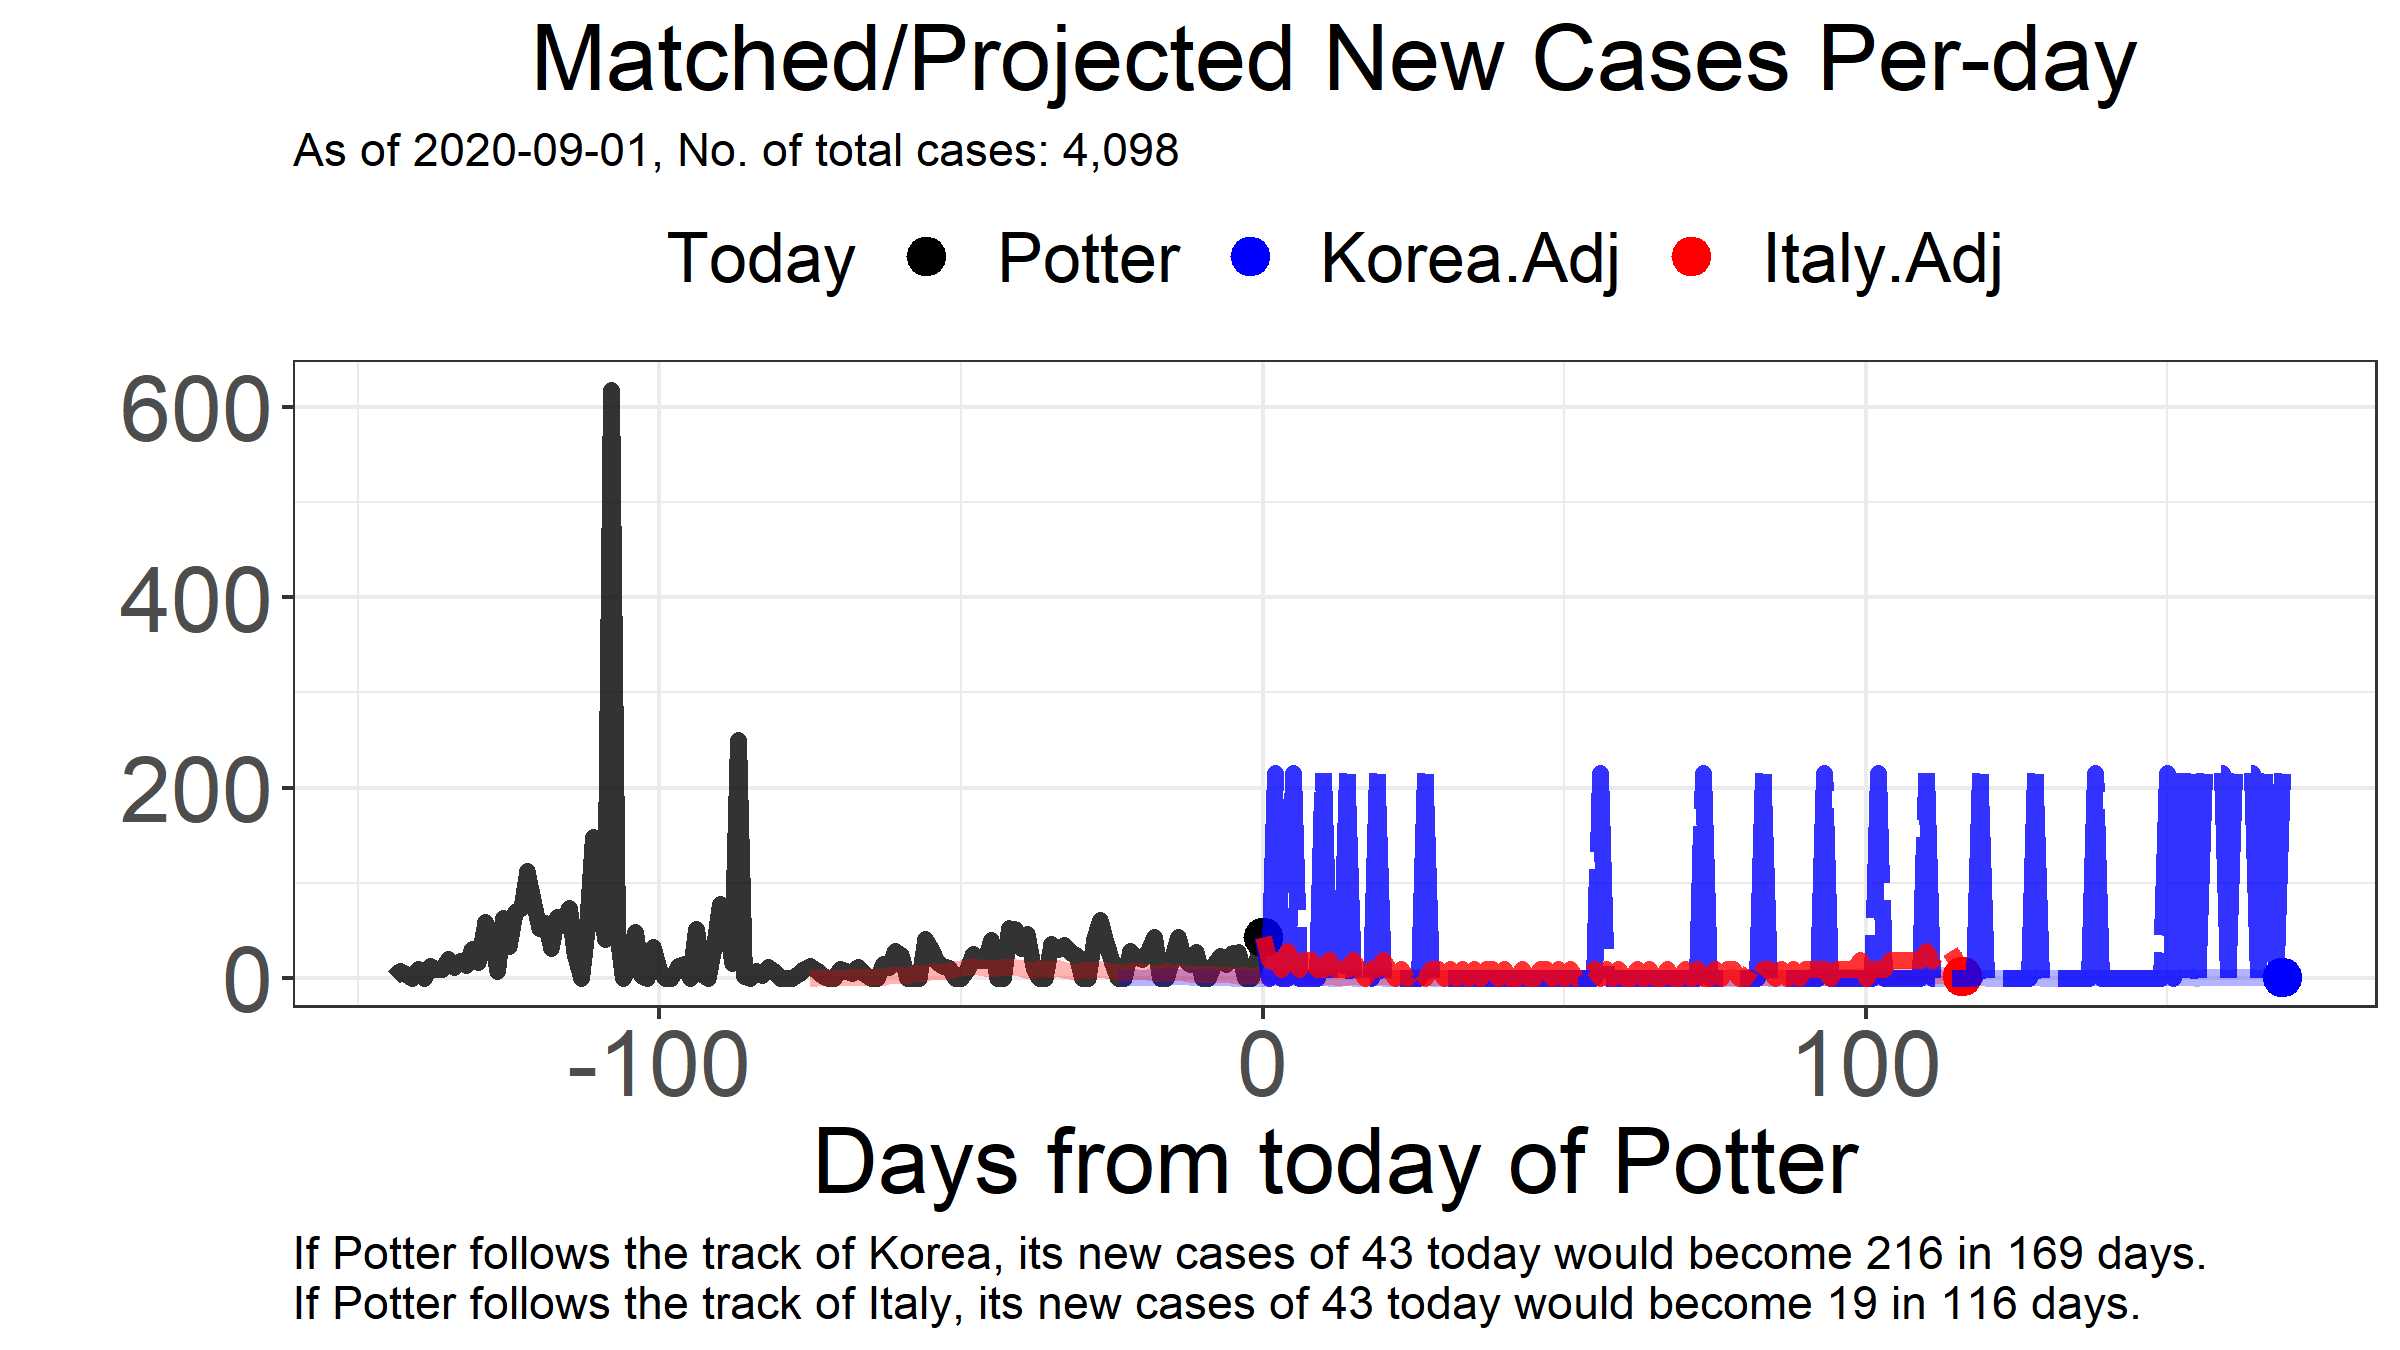 Matched/Projected New Cases Per-day
As of 2020-09-01, No. of total cases: 4,098
Today Potter Korea.Adj Italy.Adj
600
400
200
0
-100 0 100
Days from today of Potter
If Potter follows the track of Korea, its new cases of 43 today would become 216 in 169 days.
If Potter follows the track of Italy, its new cases of 43 today would become 19 in 116 days.